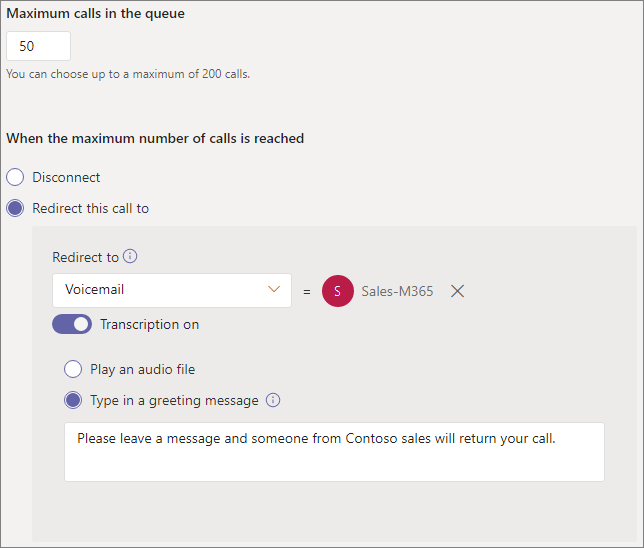 Maximum calls in the queue
50
You can choose up to a maximum of 200 calls.
When the maximum number of calls is reached
Disconnect
Redirect this call to
Redirect to
Voicemail = S Sales-M365
Transcription on
Play an audio file
Type in a greeting message
Please leave a message and someone from Contoso sales will return your call.